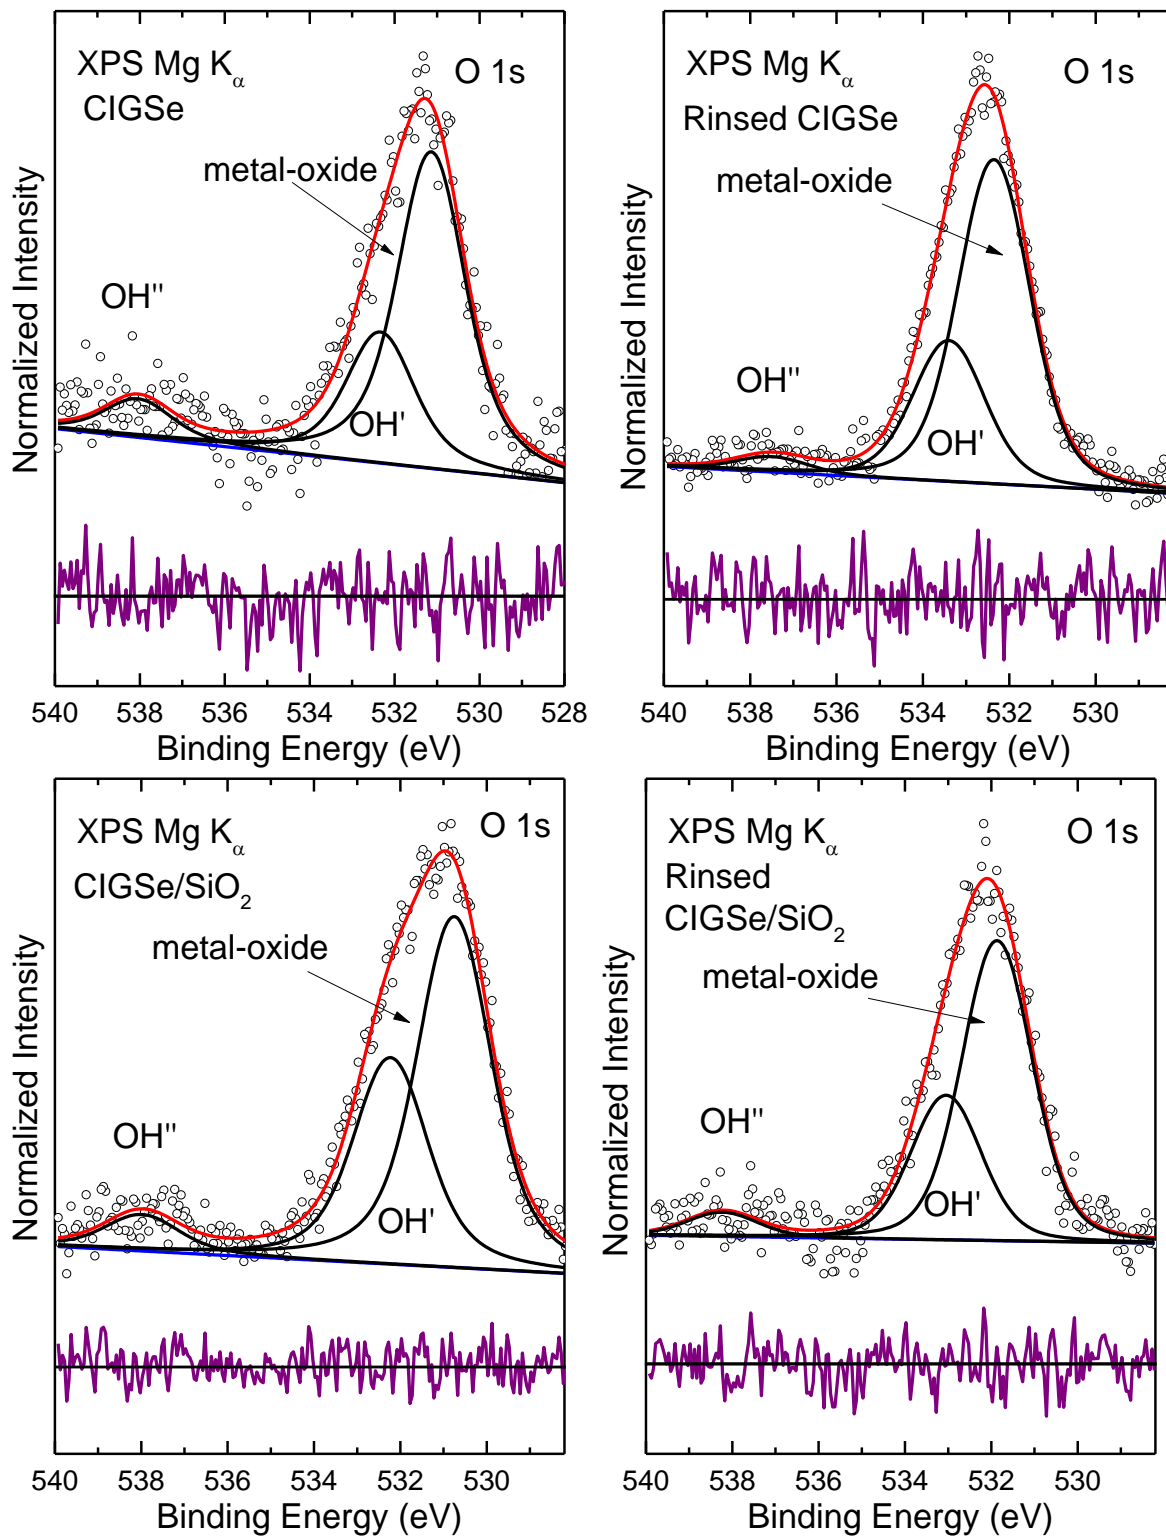 XPS Mg Kα
O 1s
CIGSe
metal-oxide
OH''
OH'
Normalized Intensity
540 538 536 534 532 530 528
Binding Energy (eV)
XPS Mg Kα
O 1s
Rinsed CIGSe
metal-oxide
OH''
OH'
Normalized Intensity
540 538 536 534 532 530
Binding Energy (eV)
XPS Mg Kα
O 1s
CIGSe/SiO2
metal-oxide
OH''
OH'
Normalized Intensity
540 538 536 534 532 530
Binding Energy (eV)
XPS Mg Kα
O 1s
Rinsed
CIGSe/SiO2
metal-oxide
OH''
OH'
Normalized Intensity
540 538 536 534 532 530
Binding Energy (eV)